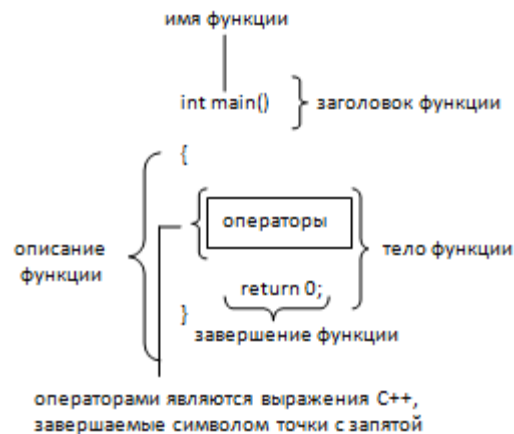 имя функции
int main()
заголовок функции
{
операторы
описание
функции
тело функции
return 0;
}
завершение функции
операторами являются выражения C++,
завершаемые символом точки с запятой